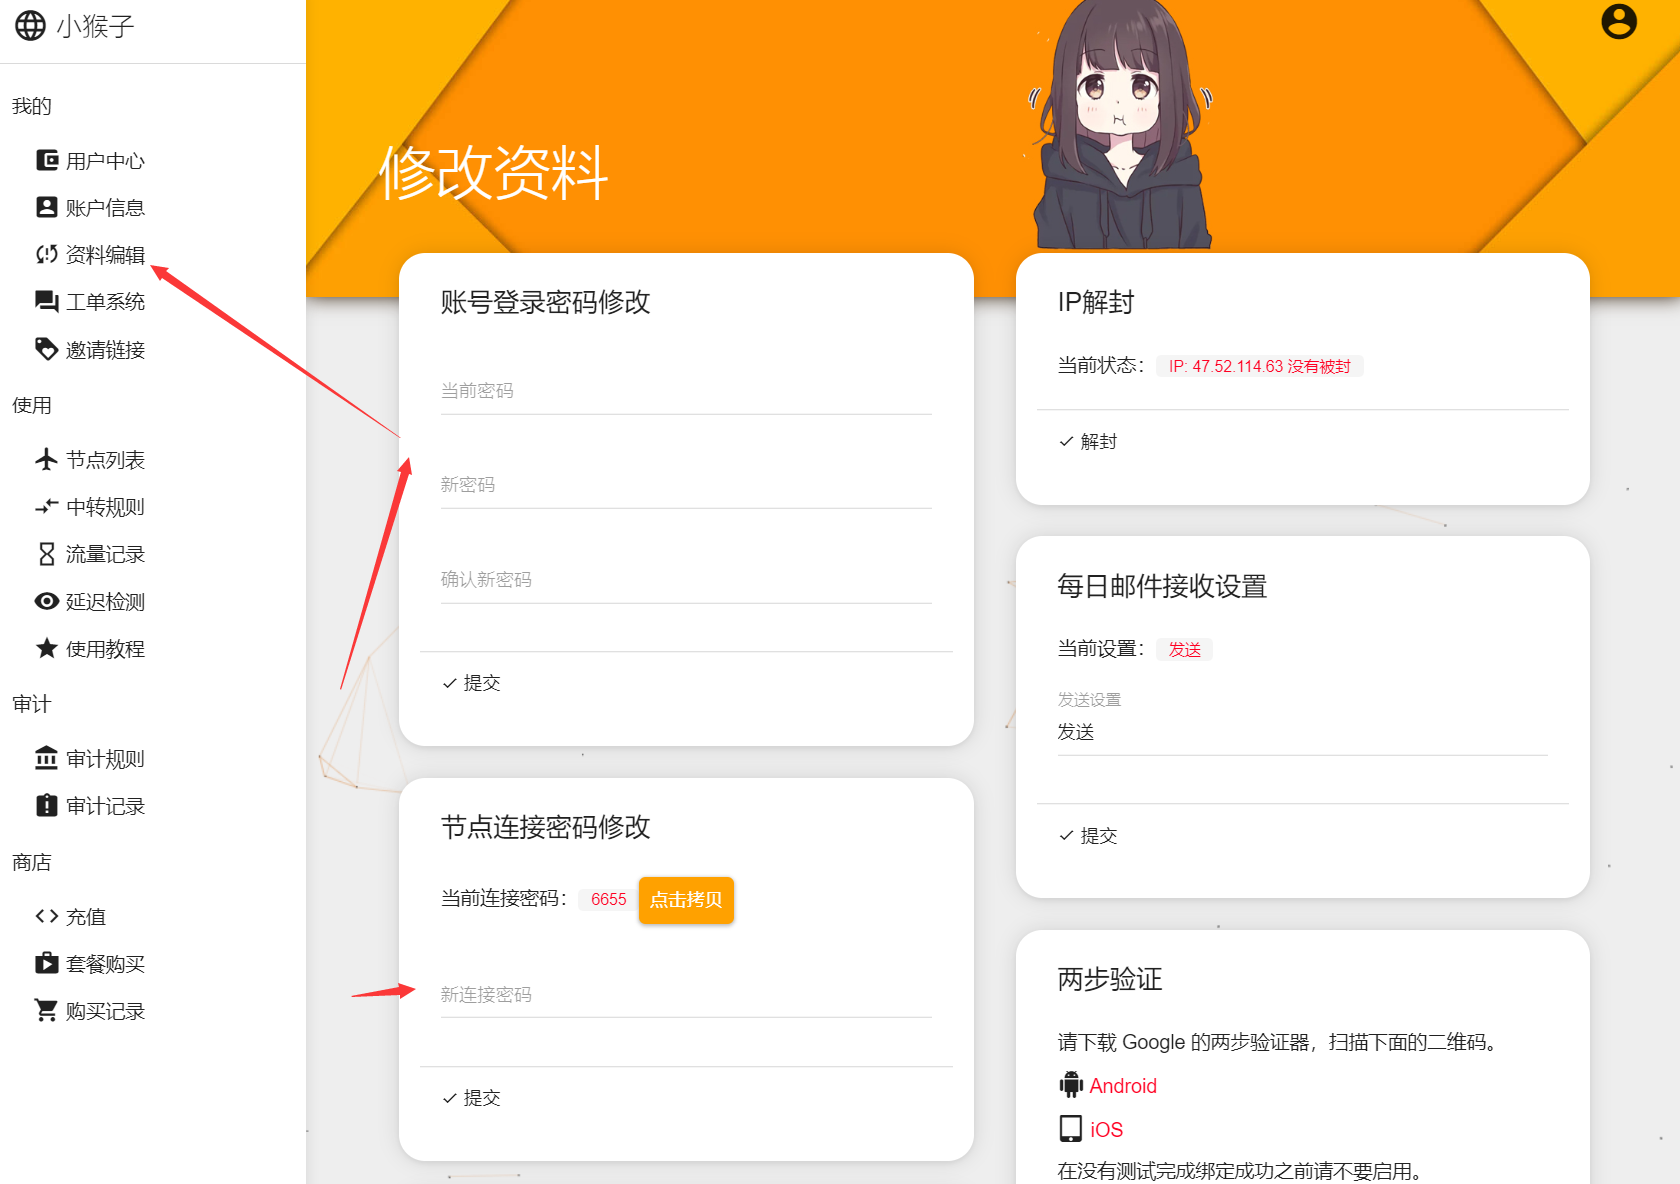 小猴子
我的
用户中心
账户信息
资料编辑
工单系统
邀请链接
使用
节点列表
中转规则
流量记录
延迟检测
使用教程
审计
审计规则
审计记录
商店
充值
套餐购买
购买记录
修改资料
账号登录密码修改
当前密码
新密码
确认新密码
提交
节点连接密码修改
当前连接密码： 6655 点击拷贝
新连接密码
提交
IP解封
当前状态： IP: 47.52.114.63 没有被封
解封
每日邮件接收设置
当前设置： 发送
发送设置
发送
提交
两步验证
请下载 Google 的两步验证器，扫描下面的二维码。
Android
iOS
在没有测试完成绑定成功之前请不要启用。